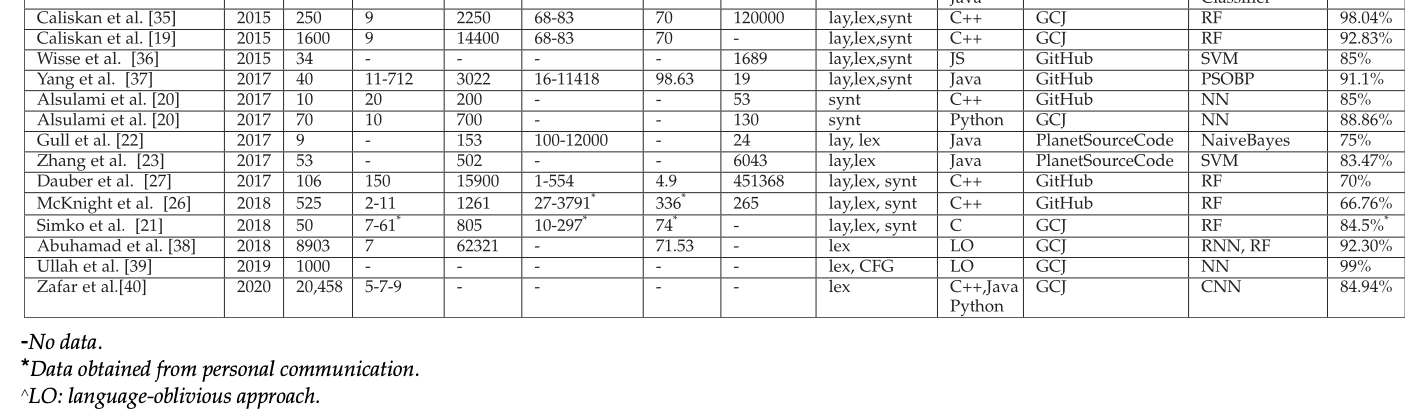 Java Classifier
Caliskan et al. [35] 2015 250 9 2250 68-83 70 120000 lay,lex,synt C++ GCJ RF 98.04%
Caliskan et al. [19] 2015 1600 9 14400 68-83 70 - lay,lex,synt C++ GCJ RF 92.83%
Wisse et al. [36] 2015 34 - - - - 1689 lay,lex,synt JS GitHub SVM 85%
Yang et al. [37] 2017 40 11-712 3022 16-11418 98.63 19 lay,lex,synt Java GitHub PSOBP 91.1%
Alsulami et al. [20] 2017 10 20 200 - - 53 synt C++ GitHub NN 85%
Alsulami et al. [20] 2017 70 10 700 - - 130 synt Python GCJ NN 88.86%
Gull et al. [22] 2017 9 - 153 100-12000 - 24 lay, lex Java PlanetSourceCode NaiveBayes 75%
Zhang et al. [23] 2017 53 - 502 - - 6043 lay,lex Java PlanetSourceCode SVM 83.47%
Dauber et al. [27] 2017 106 150 15900 1-554 4.9 451368 lay,lex, synt C++ GitHub RF 70%
McKnight et al. [26] 2018 525 2-11 1261 27-3791* 336* 265 lay,lex, synt C++ GitHub RF 66.76%
Simko et al. [21] 2018 50 7-61* 805 10-297* 74* - lay,lex, synt C GCJ RF 84.5%*
Abuhamad et al. [38] 2018 8903 7 62321 - 71.53 - lex LO GCJ RNN, RF 92.30%
Ullah et al. [39] 2019 1000 - - - - - lex, CFG LO GCJ NN 99%
Zafar et al.[40] 2020 20,458 5-7-9 - - - - lex C++,Java GCJ CNN 84.94%
Python
-No data.
*Data obtained from personal communication.
^LO: language-oblivious approach.